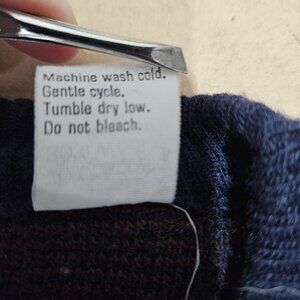 Machine wash cold.
Gentle cycle.
Tumble dry low.
Do not bleach.